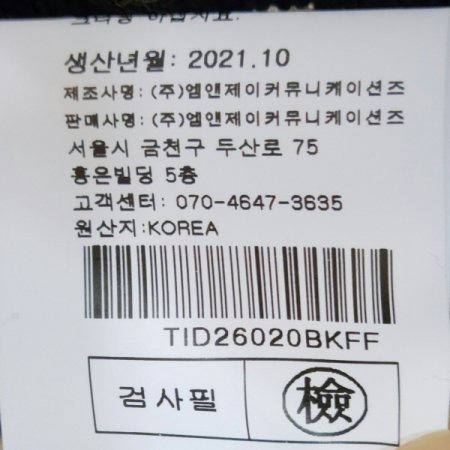 생산년월: 2021.10
제조사명: (주)엠앤제이커뮤니케이션즈
판매사명: (주)엠앤제이커뮤니케이션즈
서울시 금천구 두산로 75
홍은빌딩 5층
고객센터: 070-4647-3635
원산지:KOREA
TID26020BKFF
검사필 檢